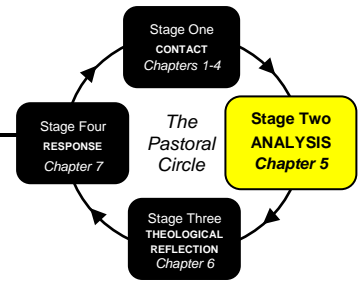 Stage One
CONTACT
Chapters 1-4
Stage Four
RESPONSE
Chapter 7
The
Pastoral
Circle
Stage Two
ANALYSIS
Chapter 5
Stage Three
THEOLOGICAL
REFLECTION
Chapter 6